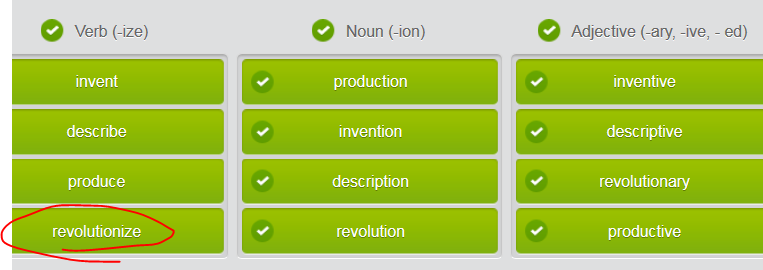 Verb (-ize) Noun (-ion) Adjective (-ary, -ive, - ed)
invent production inventive
describe invention descriptive
produce description revolutionary
revolutionize revolution productive